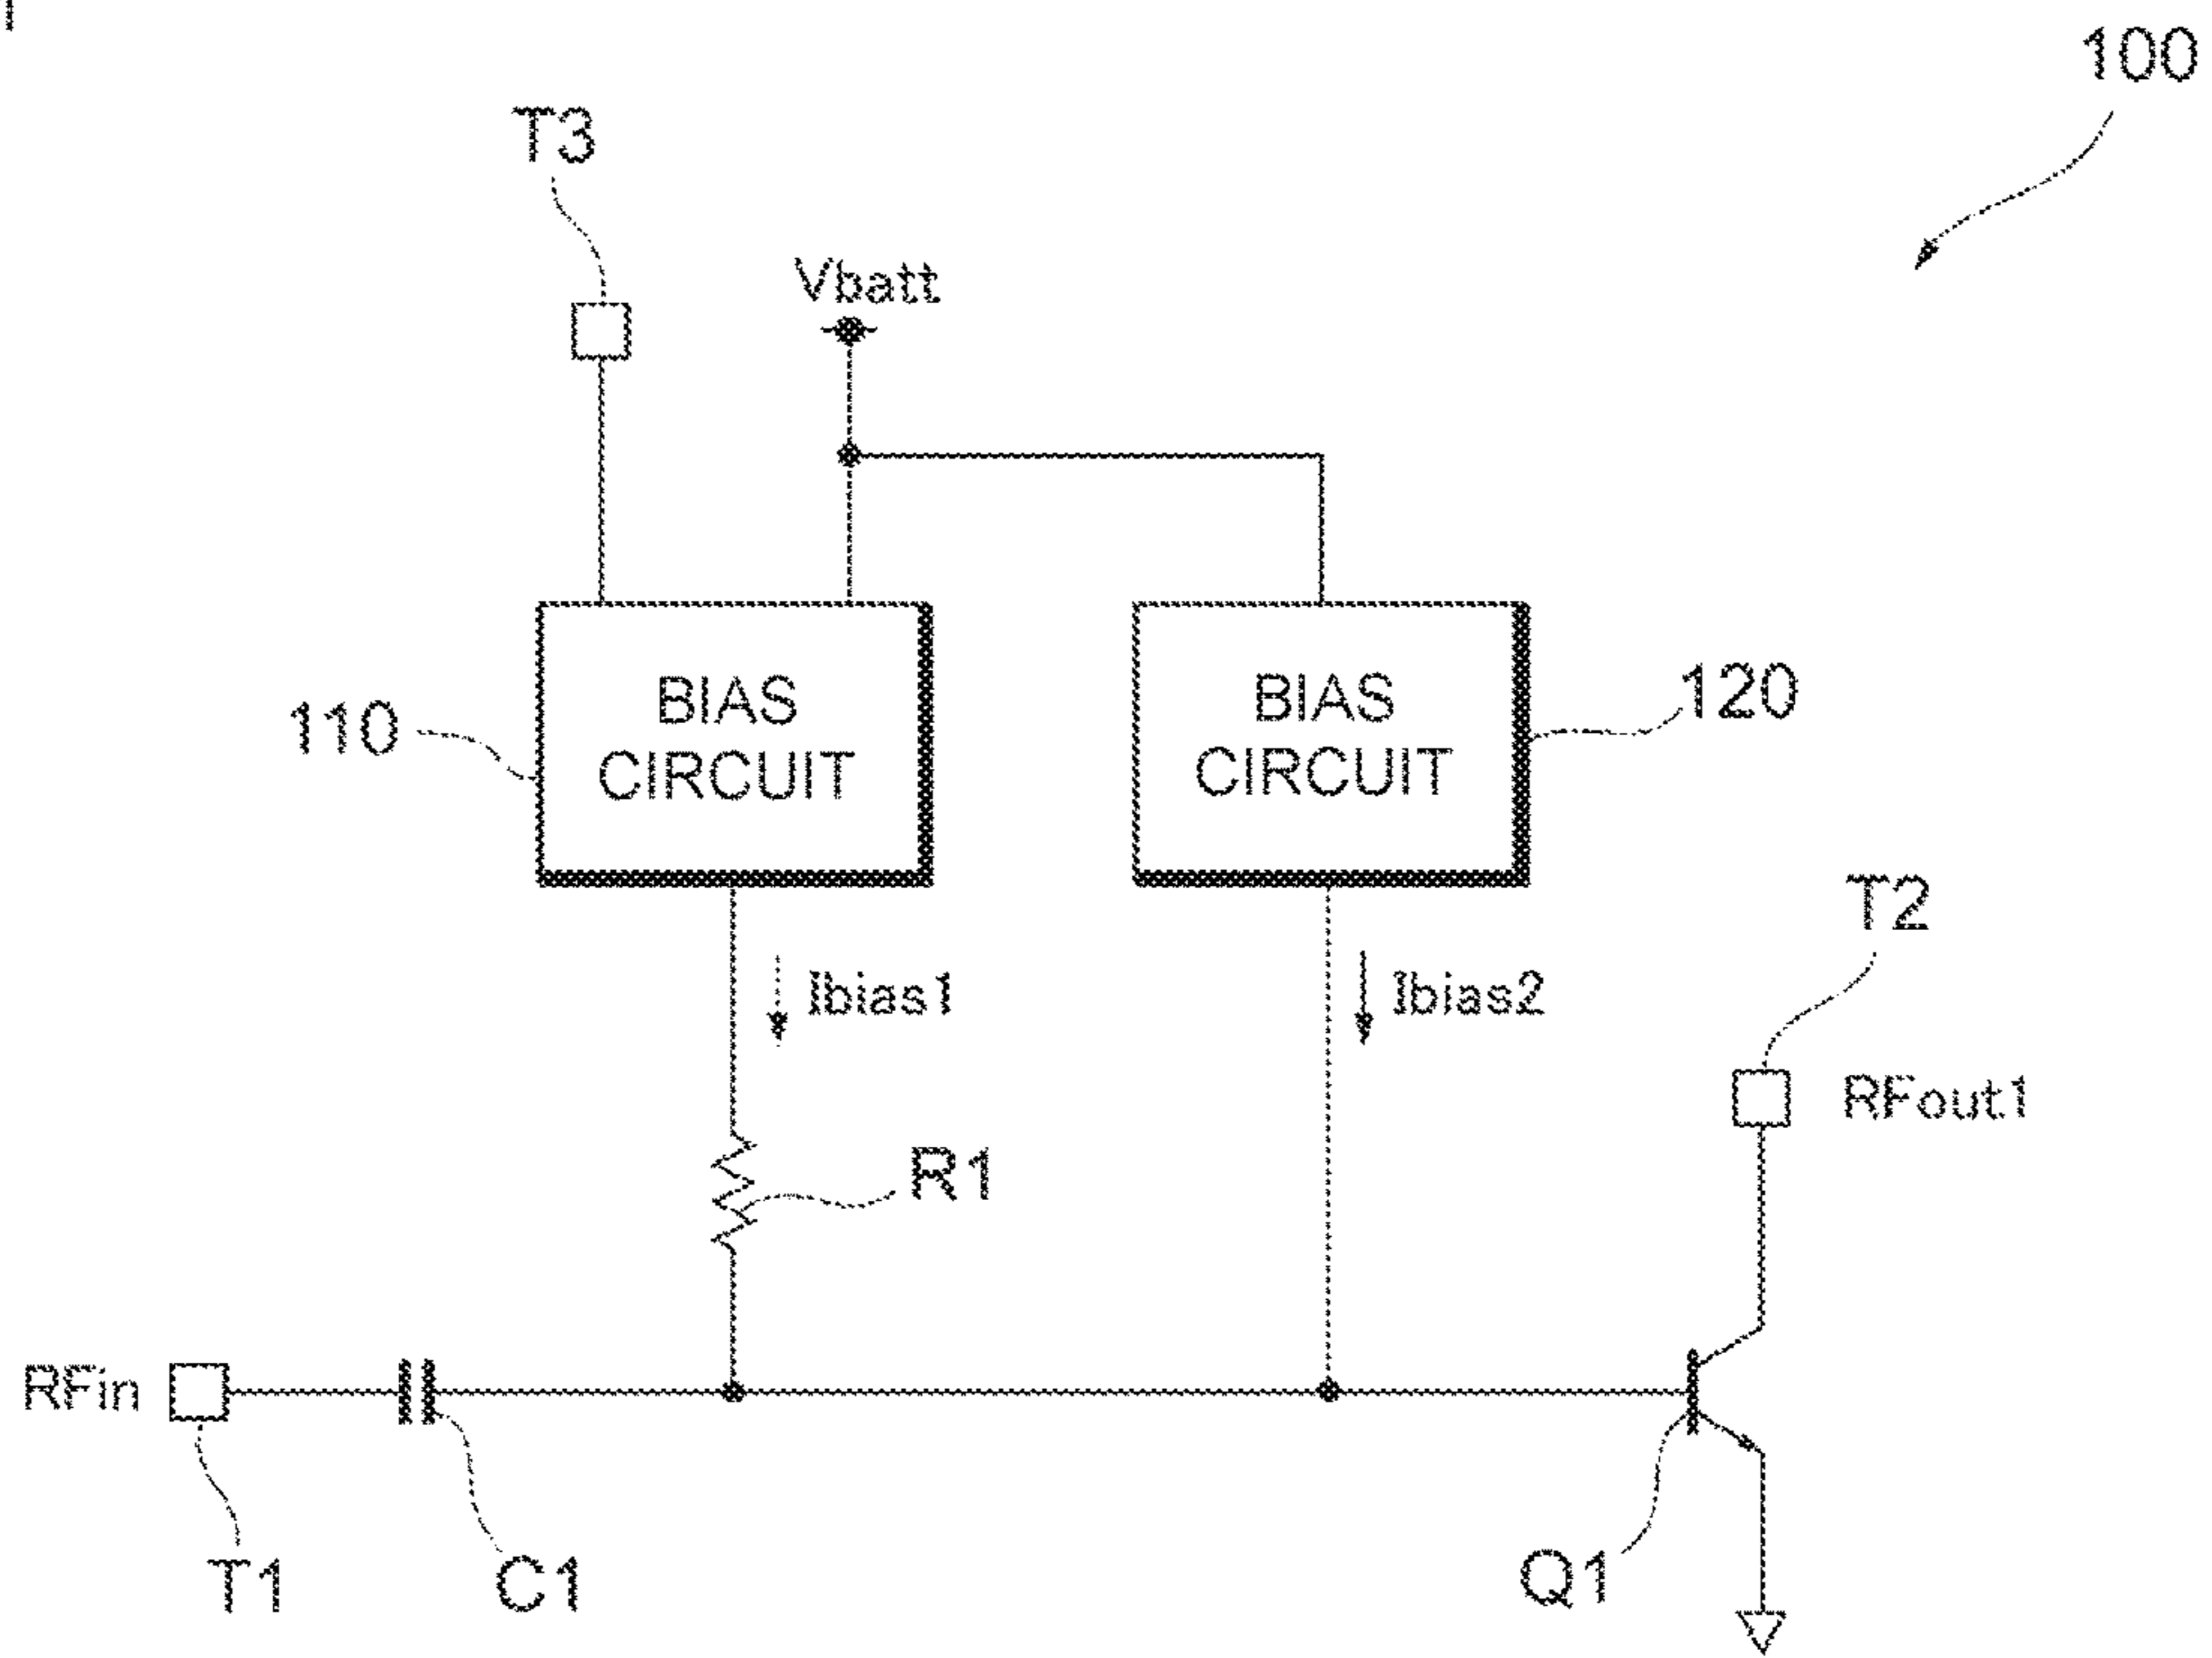 100
T3
Vbatt
BIAS
CIRCUIT
BIAS
CIRCUIT
110
120
T2
Ibias1
Ibias2
RFout1
R1
RFin
T1
C1
Q1